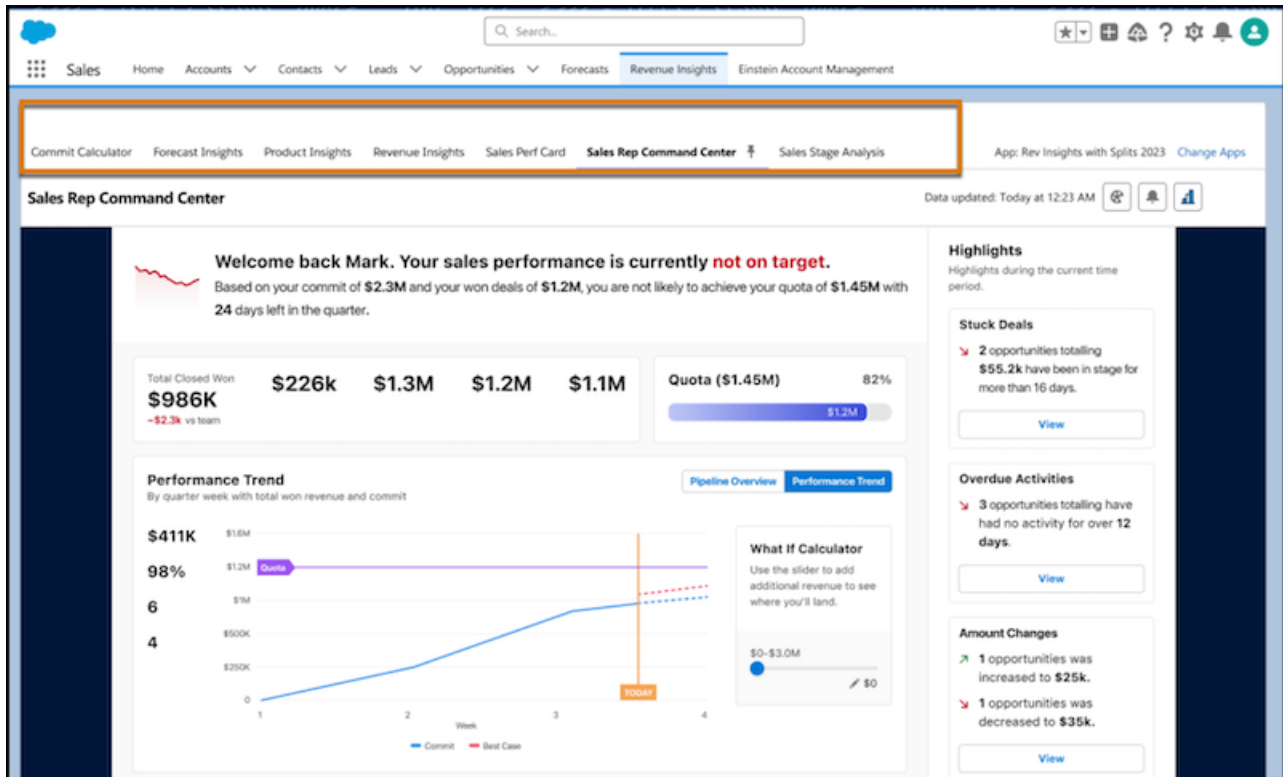 Search...
Sales Home Accounts Contacts Leads Opportunities Forecasts Revenue Insights Einstein Account Management
Commit Calculator Forecast Insights Product Insights Revenue Insights Sales Perf Card Sales Rep Command Center Sales Stage Analysis App: Rev Insights with Splits 2023 Change Apps
Sales Rep Command Center Data updated: Today at 12:23 AM
Welcome back Mark. Your sales performance is currently not on target.
Based on your commit of $2.3M and your won deals of $1.2M, you are not likely to achieve your quota of $1.45M with
24 days left in the quarter.
Total Closed Won
$986K $226k $1.3M $1.2M $1.1M
-$2.3k vs team
Quota ($1.45M) 82%
$1.2M
Performance Trend
By quarter week with total won revenue and commit
Pipeline Overview Performance Trend
$411K
98%
6
4
$1.6M
$1.2M Quota
$1M
$500K
$250K
0
TODAY
1 2 3 4
Week
Commit Best Case
What If Calculator
Use the slider to add
additional revenue to see
where you'll land.
$0-$3.0M
$0
Highlights
Highlights during the current time
period.
Stuck Deals
2 opportunities totalling
$55.2k have been in stage for
more than 16 days.
View
Overdue Activities
3 opportunities totalling have
had no activity for over 12
days.
View
Amount Changes
1 opportunities was
increased to $25k.
1 opportunities was
decreased to $35k.
View